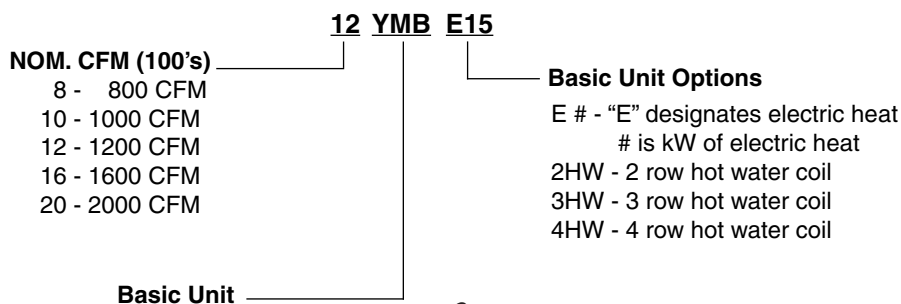 12 YMB E15
NOM. CFM (100's)
8 - 800 CFM
10 - 1000 CFM
12 - 1200 CFM
16 - 1600 CFM
20 - 2000 CFM
Basic Unit Options
E # - “E” designates electric heat
# is kW of electric heat
2HW - 2 row hot water coil
3HW - 3 row hot water coil
4HW - 4 row hot water coil
Basic Unit